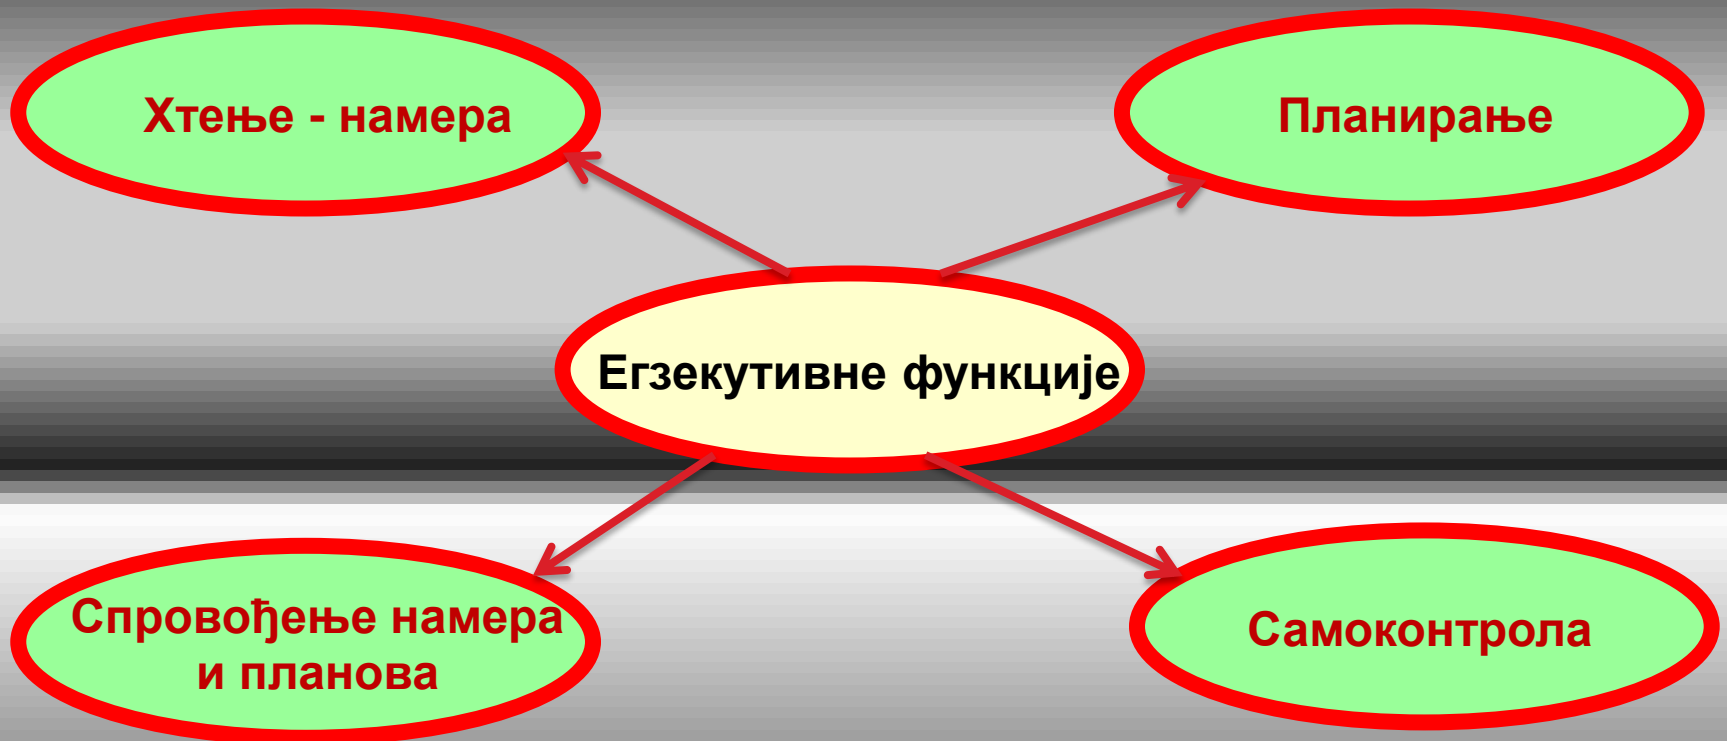 Хтење - намера
Планирање
Егзекутивне функције
Спровођење намера
и планова
Самоконтрола